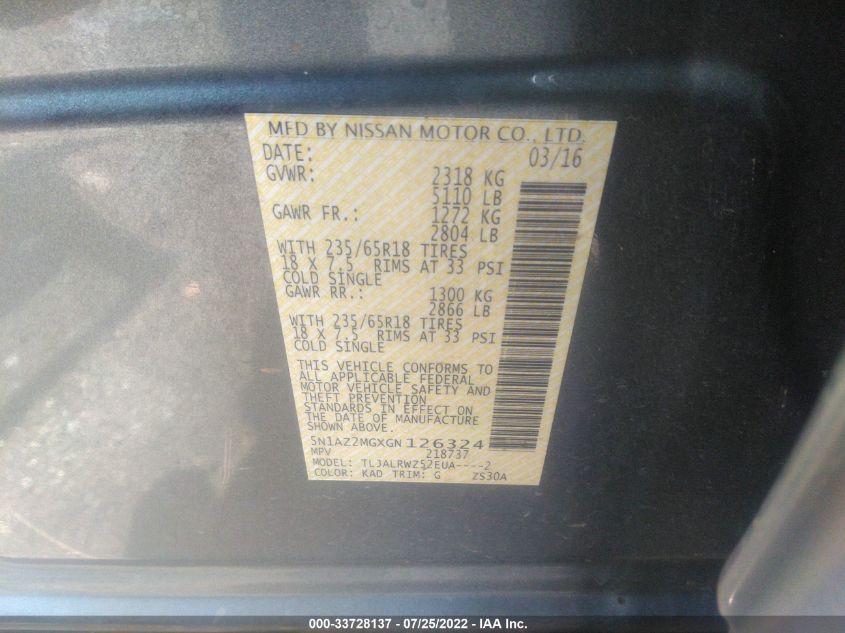 MFD BY NISSAN MOTOR CO., LTD.
DATE: 03/16
GVWR: 2318 KG
5110 LB
GAWR FR.: 1272 KG
2804 LB
WITH 235/65R18 TIRES
18 X 7.5 RIMS AT 33 PSI
COLD SINGLE
GAWR RR.: 1300 KG
2866 LB
WITH 235/65R18 TIRES
18 X 7.5 RIMS AT 33 PSI
COLD SINGLE
THIS VEHICLE CONFORMS TO
ALL APPLICABLE FEDERAL
MOTOR VEHICLE SAFETY AND
THEFT PREVENTION
STANDARDS IN EFFECT ON
THE DATE OF MANUFACTURE
SHOWN ABOVE.
5N1AZ2MGXGN126324
MPV 218737
MODEL: TLJALRWZ52EUA----2
COLOR: KAD TRIM: G ZS30A
000-33728137 - 07/25/2022 - IAA Inc.